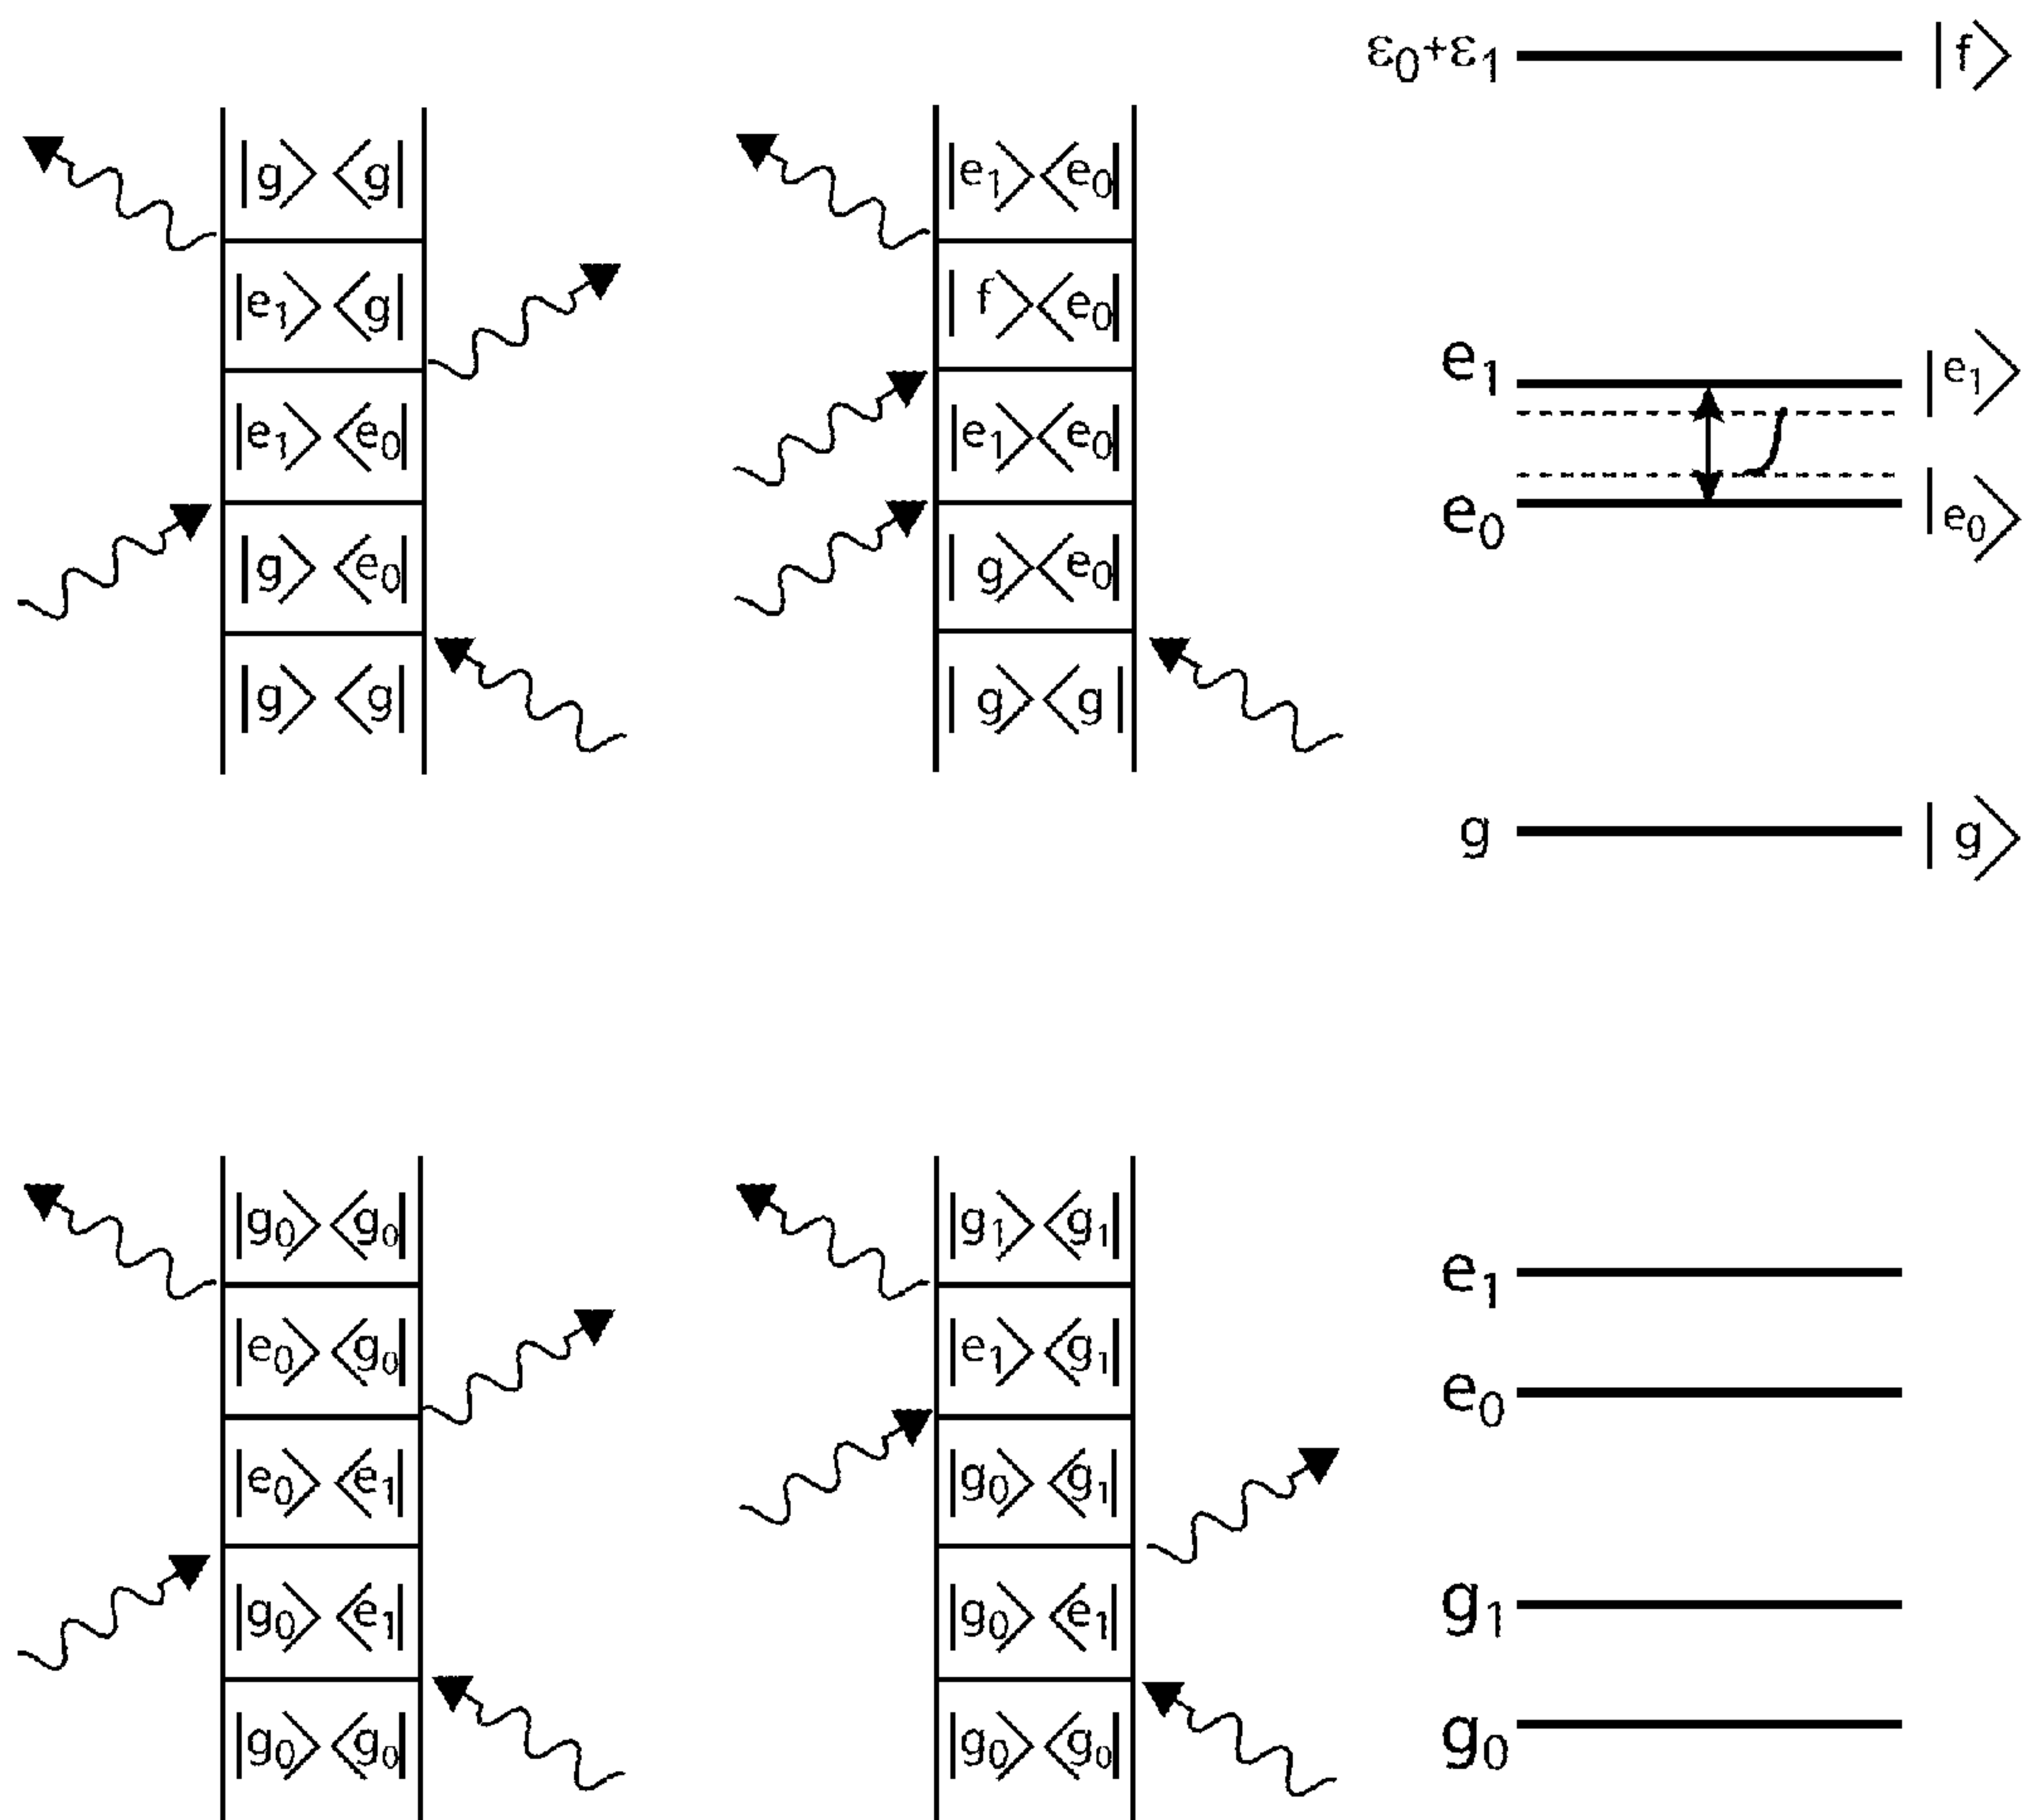 |g⟩⟨g|
|e₁⟩⟨g|
|e₁⟩⟨e₀|
|g⟩⟨e₀|
|g⟩⟨g|
|e₁⟩⟨e₀|
|f⟩⟨e₀|
|e₁⟩⟨e₀|
|g⟩⟨e₀|
|g⟩⟨g|
ε₀+ε₁ |f⟩
e₁ |e₁⟩
J
e₀ |e₀⟩
g |g⟩
|g₀⟩⟨g₀|
|e₀⟩⟨g₀|
|e₀⟩⟨e₁|
|g₀⟩⟨e₁|
|g₀⟩⟨g₀|
|g₁⟩⟨g₁|
|e₁⟩⟨g₁|
|g₀⟩⟨g₁|
|g₀⟩⟨e₁|
|g₀⟩⟨g₀|
e₁
e₀
g₁
g₀